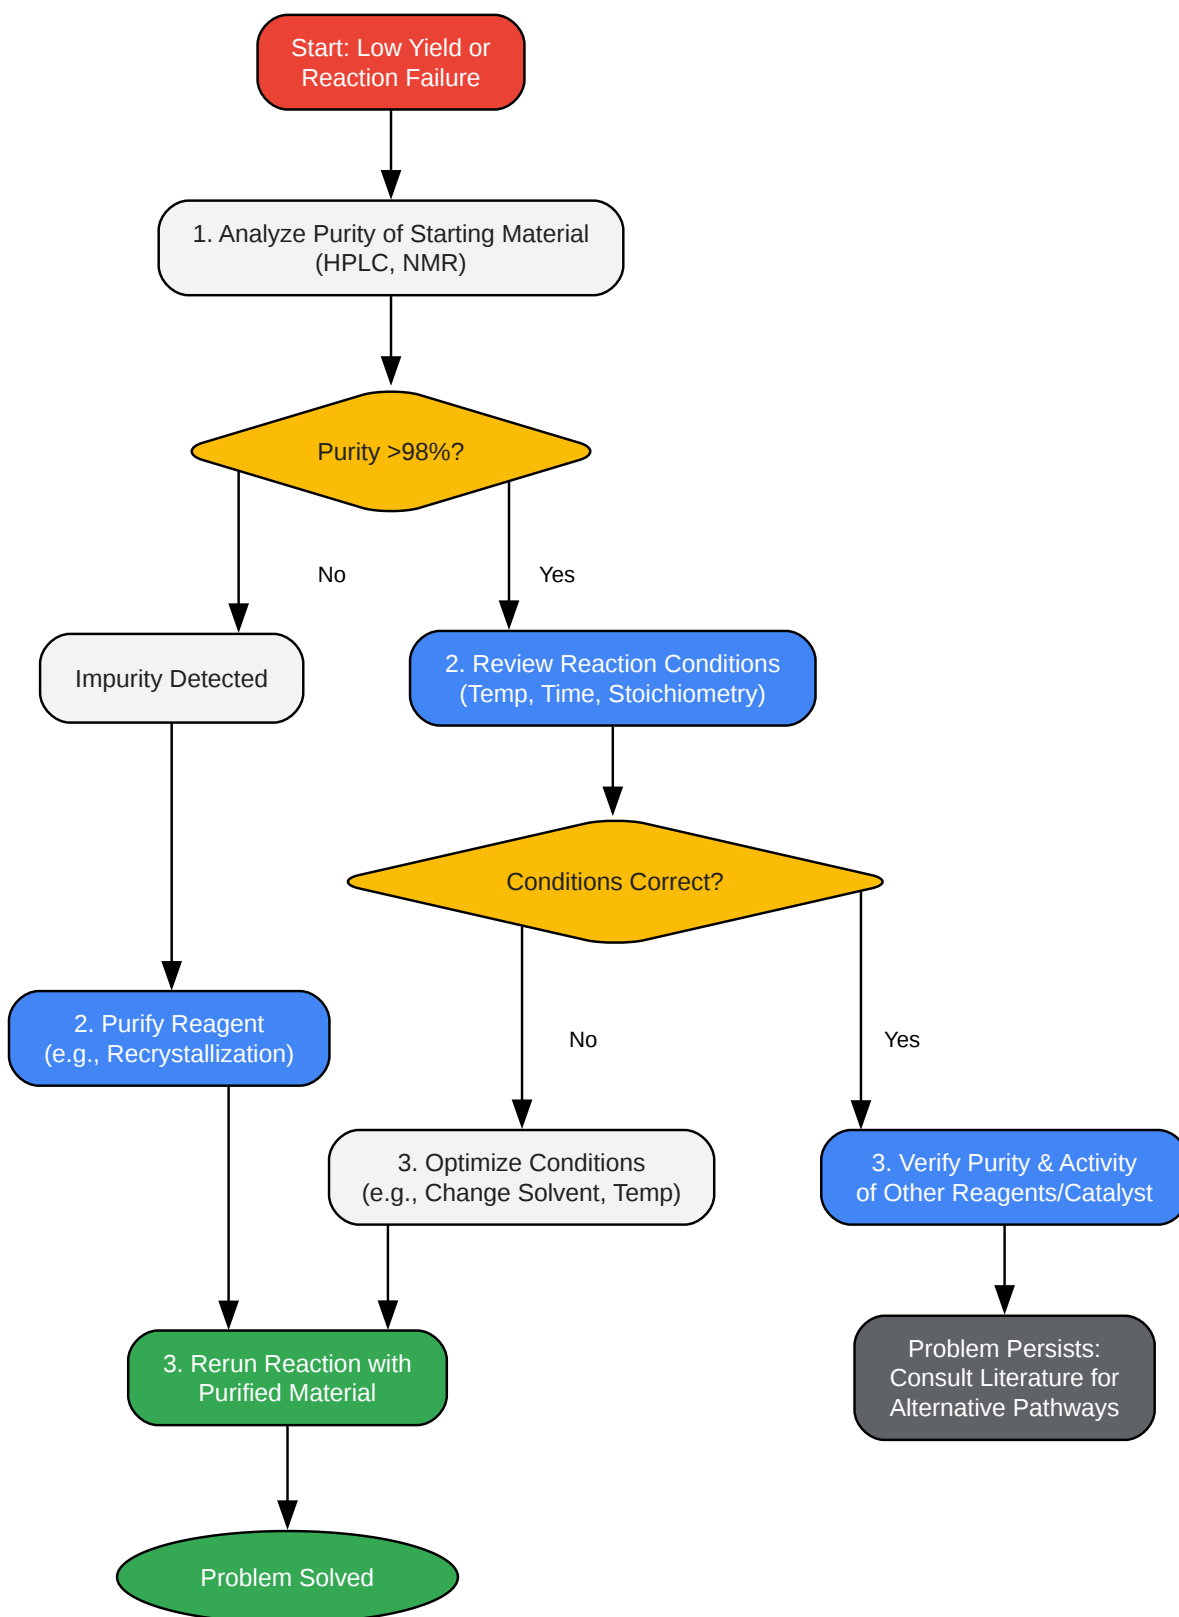 Start: Low Yield or
Reaction Failure
1. Analyze Purity of Starting Material
(HPLC, NMR)
Purity >98%?
No
Yes
Impurity Detected
2. Review Reaction Conditions
(Temp, Time, Stoichiometry)
Conditions Correct?
2. Purify Reagent
(e.g., Recrystallization)
No
Yes
3. Optimize Conditions
(e.g., Change Solvent, Temp)
3. Verify Purity & Activity
of Other Reagents/Catalyst
3. Rerun Reaction with
Purified Material
Problem Persists:
Consult Literature for
Alternative Pathways
Problem Solved